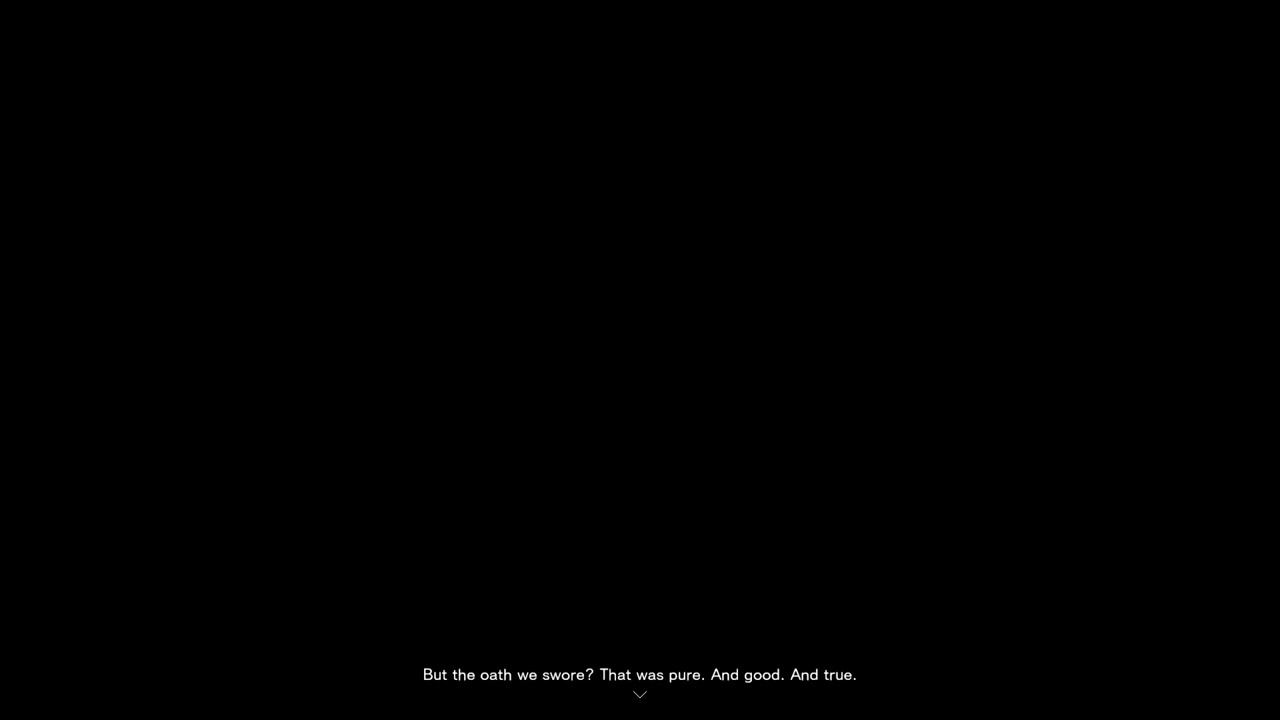 But the oath we swore? That was pure. And good. And true.